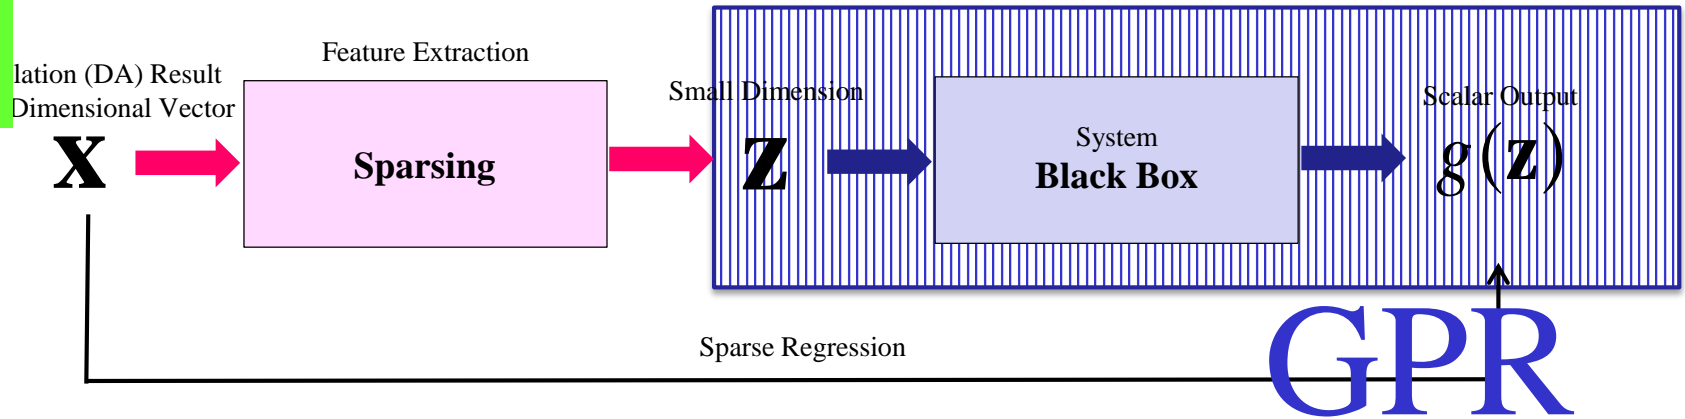 Feature Extraction
lation (DA) Result
Dimensional Vector
x
Sparsing
Small Dimension
z
System
Black Box
Scalar Output
g(z)
Sparse Regression
GPR